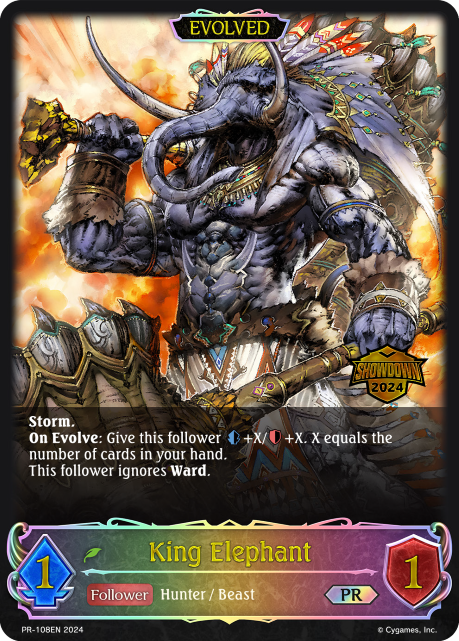 EVOLVED
SHOWDOWN
2024
Storm.
On Evolve: Give this follower +X/+X. X equals the
number of cards in your hand.
This follower ignores Ward.
King Elephant
1
Follower Hunter / Beast
PR
1
PR-108EN 2024
© Cygames, Inc.